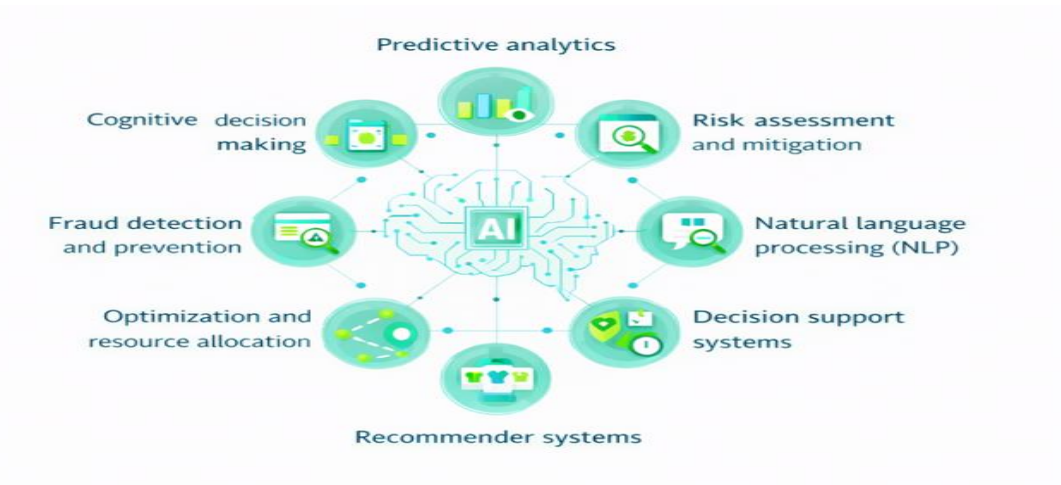 Predictive analytics
Cognitive decision
making
Risk assessment
and mitigation
Fraud detection
and prevention
AI
Natural language
processing (NLP)
Optimization and
resource allocation
Decision support
systems
Recommender systems